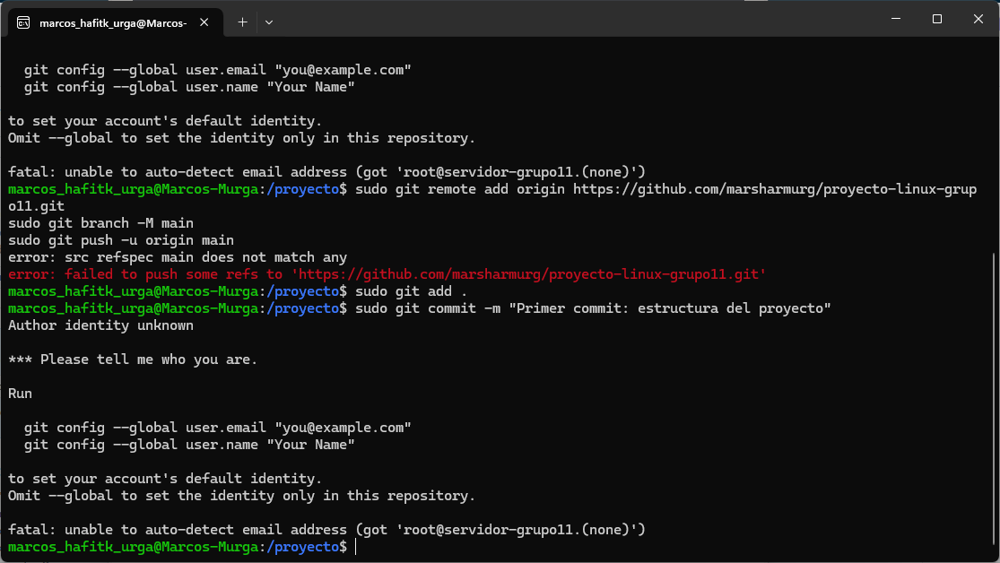 marcos_hafitk_urga@Marcos-
git config --global user.email "you@example.com"
git config --global user.name "Your Name"
to set your account's default identity.
Omit --global to set the identity only in this repository.
fatal: unable to auto-detect email address (got 'root@servidor-grupo11.(none)')
marcos_hafitk_urga@Marcos-Murga:/proyecto$ sudo git remote add origin https://github.com/marsharmurg/proyecto-linux-grup
o11.git
sudo git branch -M main
sudo git push -u origin main
error: src refspec main does not match any
error: failed to push some refs to 'https://github.com/marsharmurg/proyecto-linux-grupo11.git'
marcos_hafitk_urga@Marcos-Murga:/proyecto$ sudo git add .
marcos_hafitk_urga@Marcos-Murga:/proyecto$ sudo git commit -m "Primer commit: estructura del proyecto"
Author identity unknown
*** Please tell me who you are.
Run
git config --global user.email "you@example.com"
git config --global user.name "Your Name"
to set your account's default identity.
Omit --global to set the identity only in this repository.
fatal: unable to auto-detect email address (got 'root@servidor-grupo11.(none)')
marcos_hafitk_urga@Marcos-Murga:/proyecto$